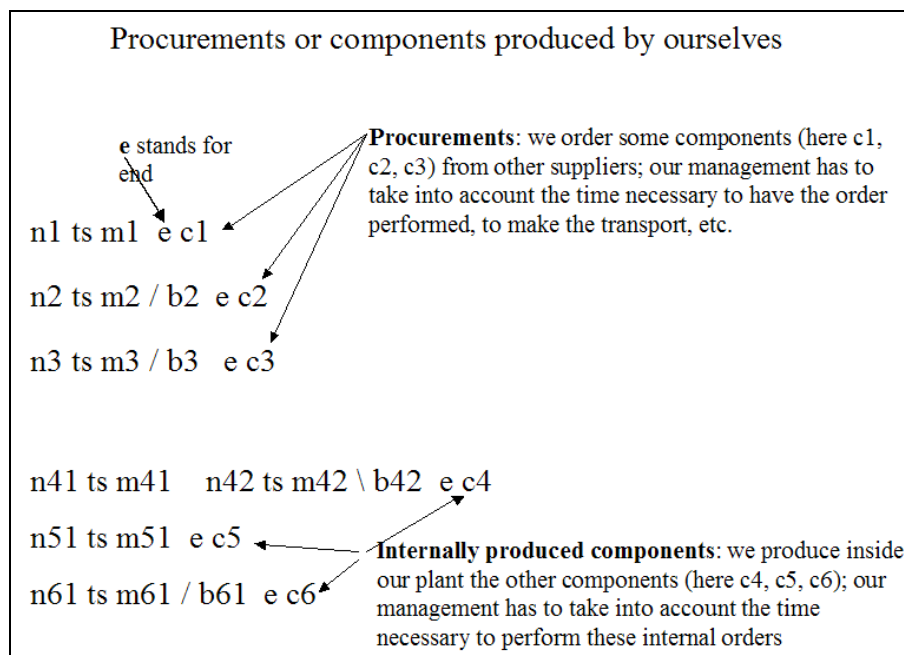 Procurements or components produced by ourselves
e stands for
end
Procurements: we order some components (here c1,
c2, c3) from other suppliers; our management has to
take into account the time necessary to have the order
performed, to make the transport, etc.
n1 ts m1 e c1
n2 ts m2 / b2 e c2
n3 ts m3 / b3 e c3
n41 ts m41 n42 ts m42 \ b42 e c4
n51 ts m51 e c5
n61 ts m61 / b61 e c6
Internally produced components: we produce inside
our plant the other components (here c4, c5, c6); our
management has to take into account the time
necessary to perform these internal orders